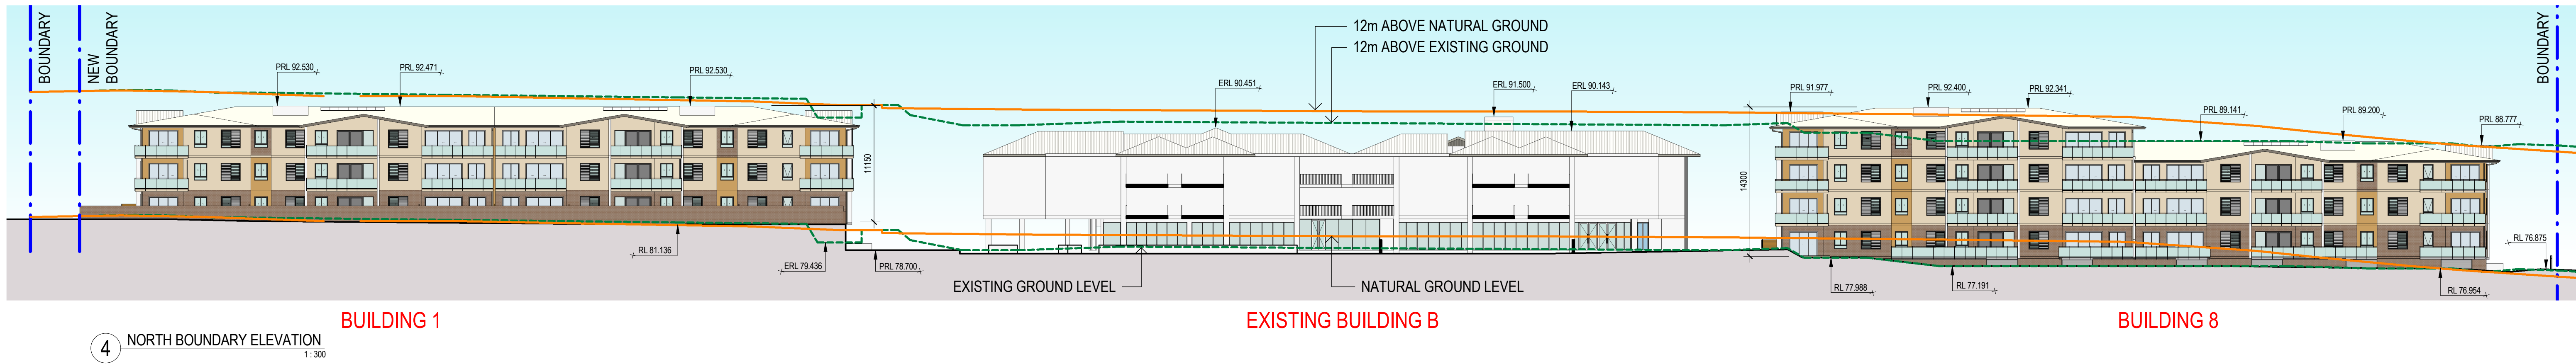 BOUNDARY
NEW
BOUNDARY
PRL 92.530
PRL 92.471
PRL 92.530
12m ABOVE NATURAL GROUND
12m ABOVE EXISTING GROUND
ERL 90.451
ERL 91.500
ERL 90.143
PRL 91.977
PRL 92.400
PRL 92.341
PRL 89.141
PRL 89.200
PRL 88.777
BOUNDARY
11150
14300
RL 81.136
ERL 79.436
PRL 78.700
EXISTING GROUND LEVEL
NATURAL GROUND LEVEL
RL 77.988
RL 77.191
RL 76.954
RL 76.875
BUILDING 1
EXISTING BUILDING B
BUILDING 8
4 NORTH BOUNDARY ELEVATION
1 : 300